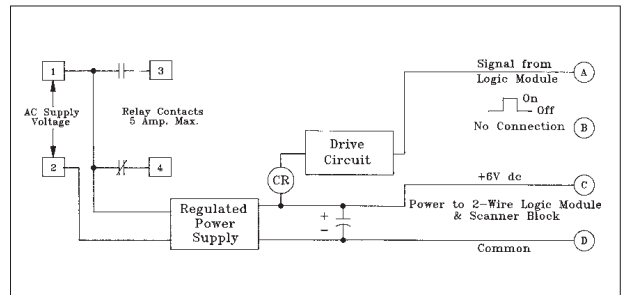 Signal from
Logic Module
A
1
3
On
Off
AC Supply
Voltage
Relay Contacts
5 Amp. Max.
No Connection
B
Drive
Circuit
2
4
CR
+6V dc
C
Regulated
Power
Supply
+
-
Power to 2-Wire Logic Module
& Scanner Block
Common
D